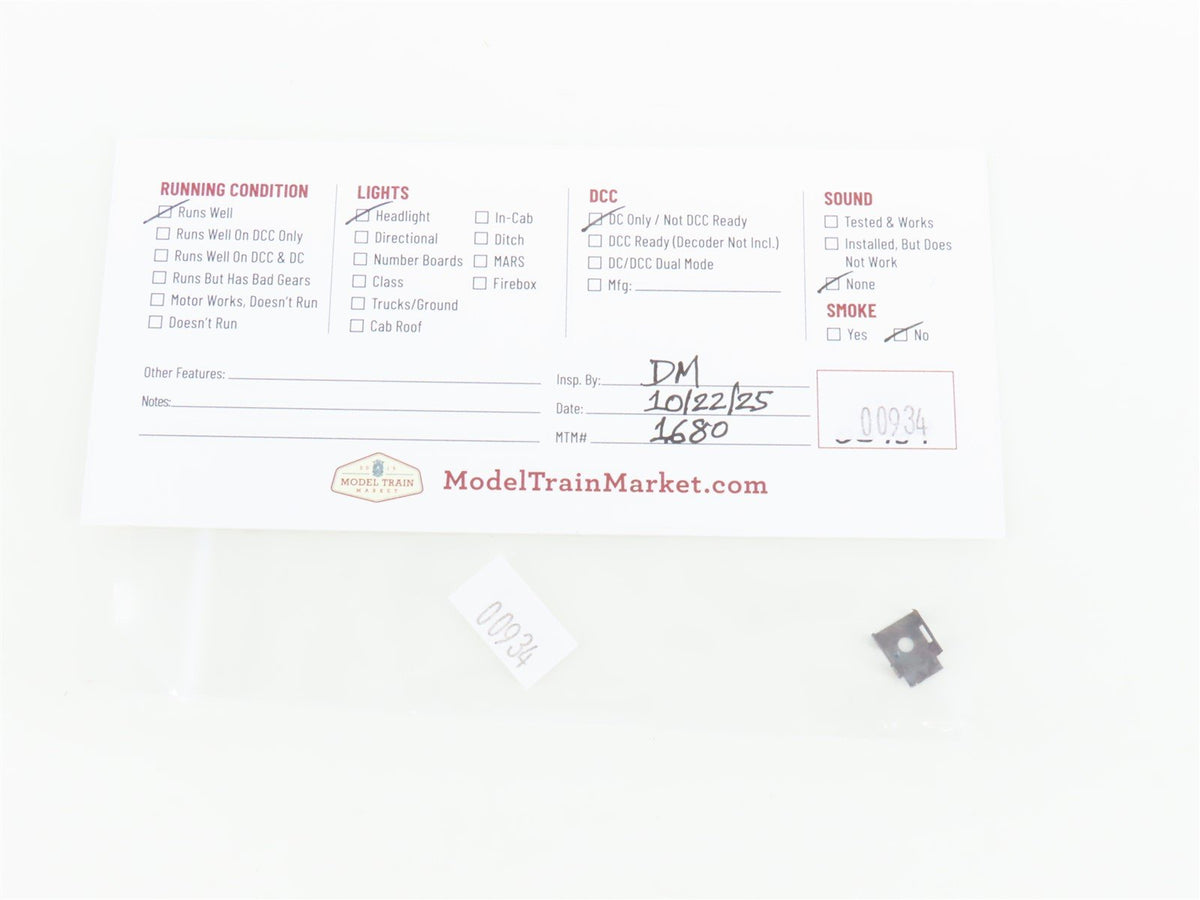 RUNNING CONDITION
Runs Well
Runs Well On DCC Only
Runs Well On DCC & DC
Runs But Has Bad Gears
Motor Works, Doesn't Run
Doesn't Run
LIGHTS
Headlight
Directional
Number Boards
Class
Trucks/Ground
Cab Roof
In-Cab
Ditch
MARS
Firebox
DCC
DC Only / Not DCC Ready
DCC Ready (Decoder Not Incl.)
DC/DCC Dual Mode
Mfg:
SOUND
Tested & Works
Installed, But Does
Not Work
None
SMOKE
Yes No
Other Features:
Notes:
Insp. By: DM
Date: 10/22/25
MTM# 1680
00934
2015
MODEL TRAIN
MARKET
ModelTrainMarket.com
00934